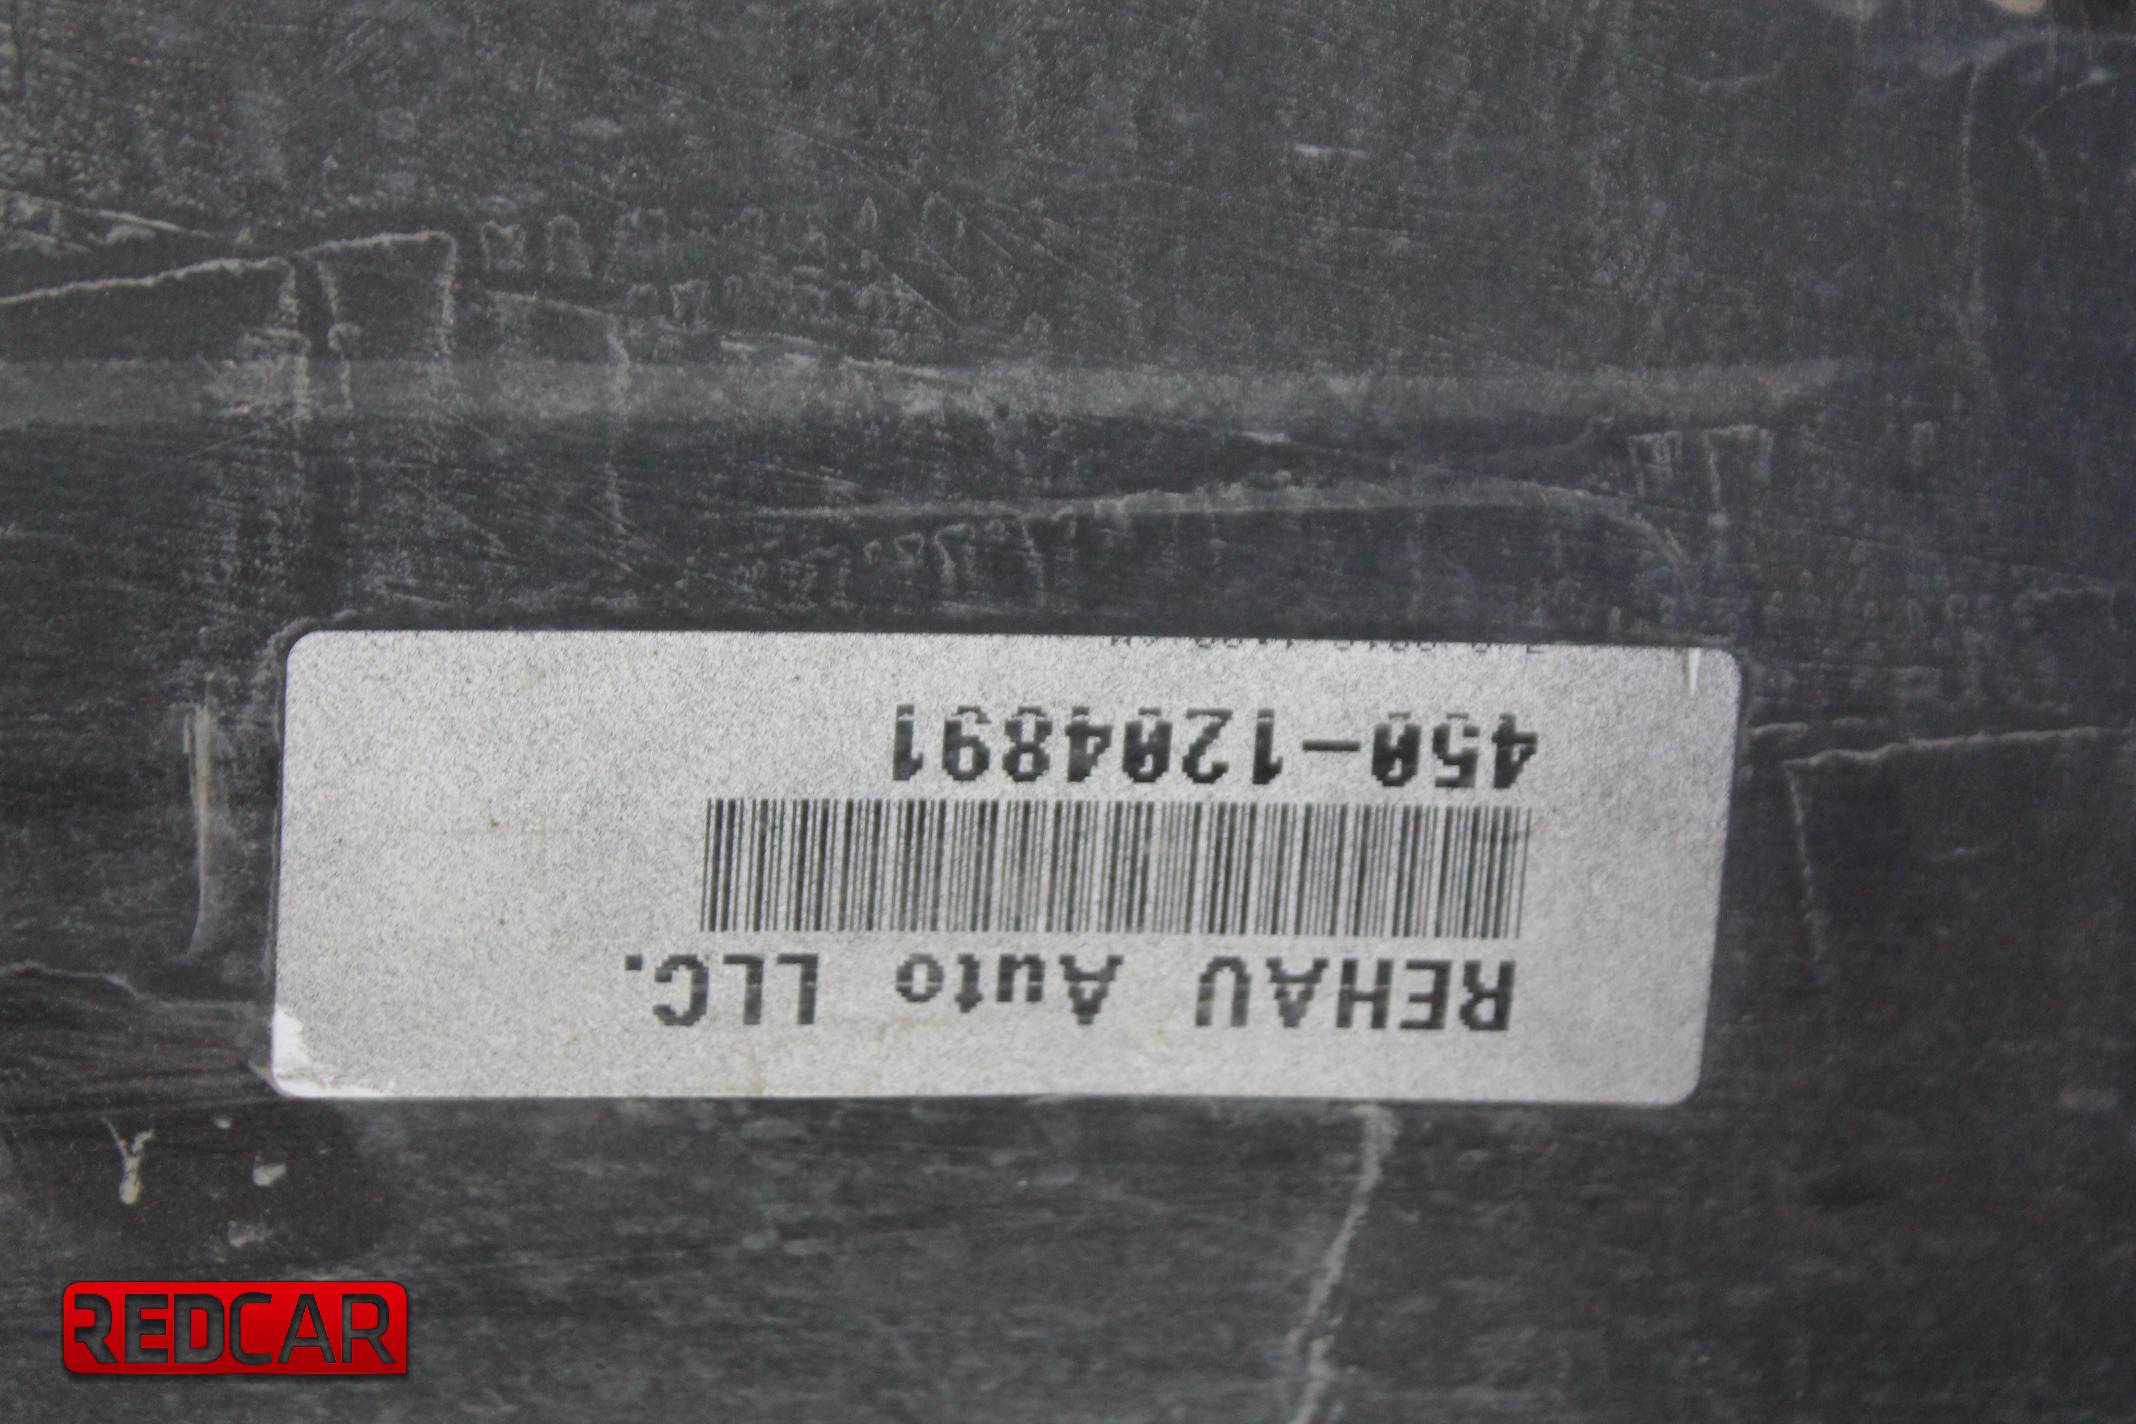 REHAU Auto LLC.
450-1204891
REDCAR